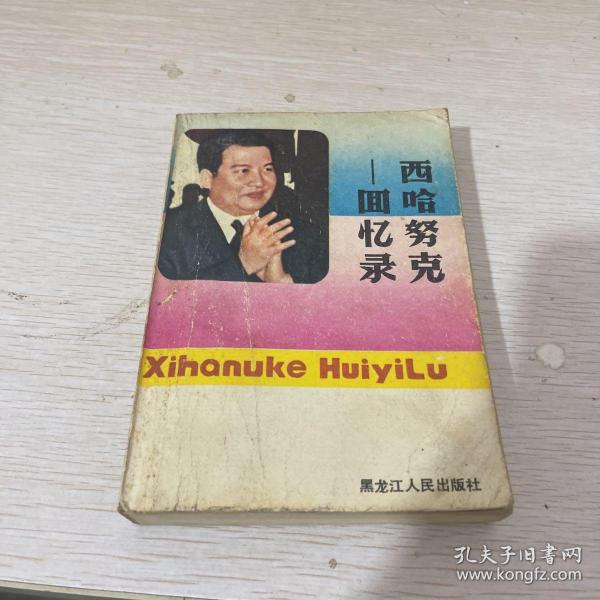 西哈努克
—回忆录
Xihanuke HuiyiLu
黑龙江人民出版社
孔夫子旧书网
www.kongfz.com